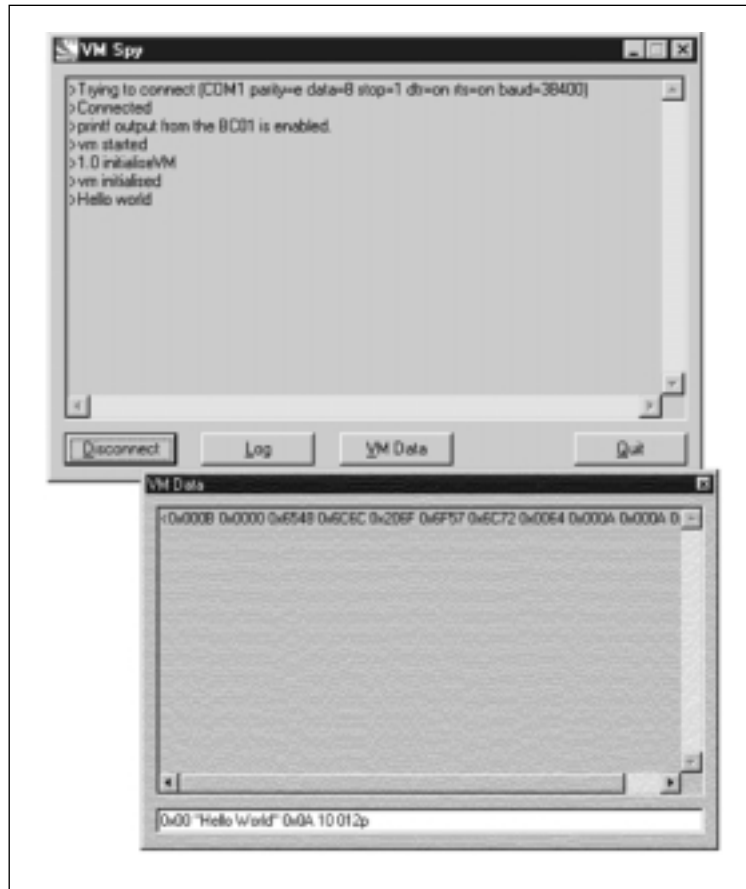 VM Spy
>Trying to connect (COM1 parity=e data=8 stop=1 dtr=on rts=on baud=38400)
>Connected
>printf output from the BC01 is enabled.
>vm started
>1.0 initialiseVM
>vm initialised
>Hello world
Disconnect Log VM Data Quit
VM Data
<0x000B 0x0000 0x6548 0x6C6C 0x206F 0x6F57 0x6C72 0x0064 0x000A 0x000A 0
0x00 "Hello World" 0x0A 10 012p